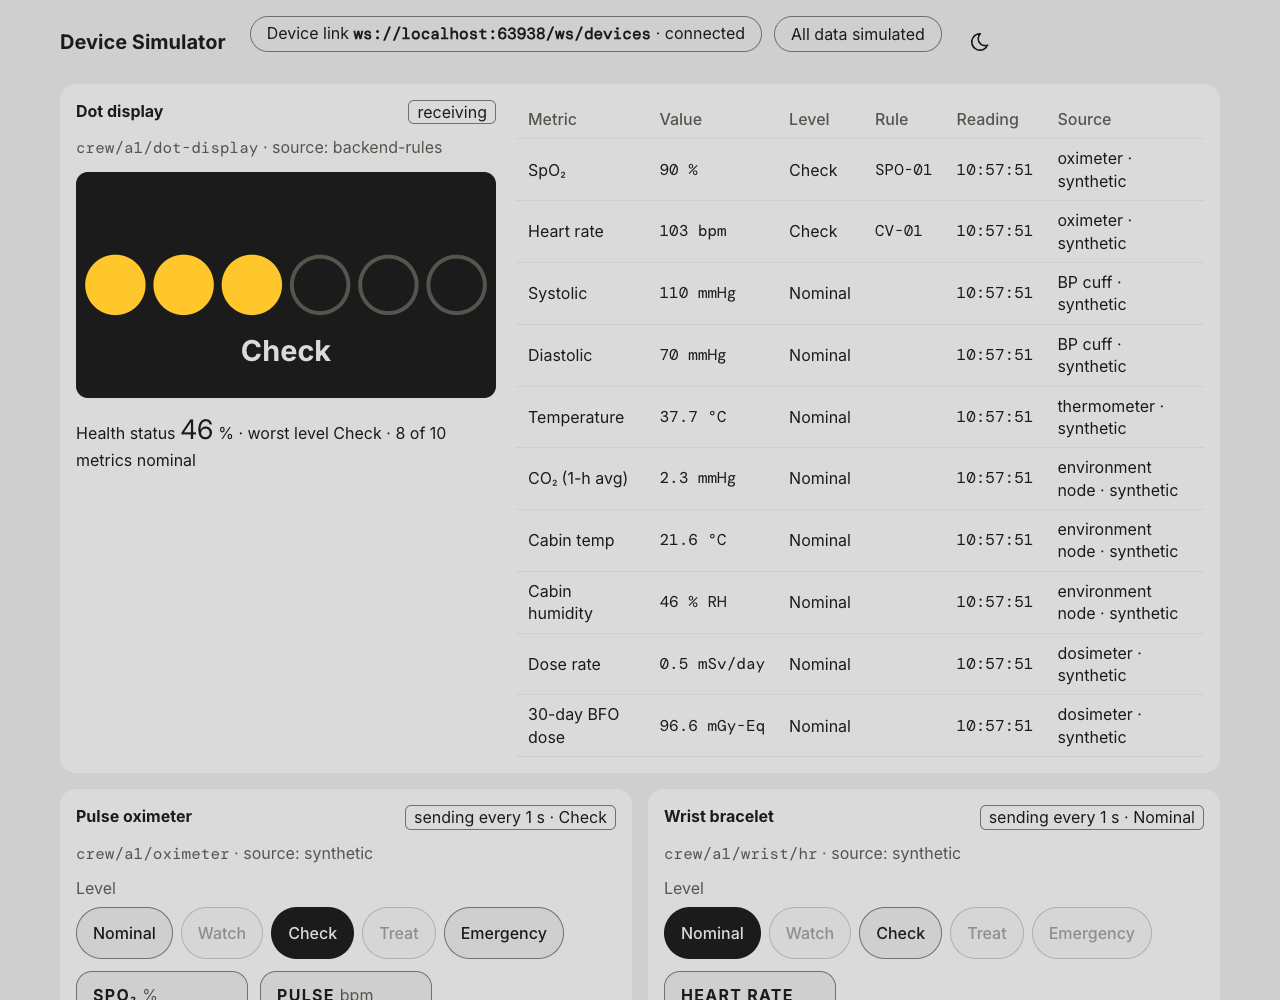 Device Simulator
Device link ws://localhost:63938/ws/devices · connected
All data simulated
Dot display
receiving
crew/a1/dot-display · source: backend-rules
Check
Health status 46 % · worst level Check · 8 of 10
metrics nominal
Metric Value Level Rule Reading Source
SpO₂ 90 % Check SPO-01 10:57:51 oximeter ·
synthetic
Heart rate 103 bpm Check CV-01 10:57:51 oximeter ·
synthetic
Systolic 110 mmHg Nominal 10:57:51 BP cuff ·
synthetic
Diastolic 70 mmHg Nominal 10:57:51 BP cuff ·
synthetic
Temperature 37.7 °C Nominal 10:57:51 thermometer ·
synthetic
CO₂ (1-h avg) 2.3 mmHg Nominal 10:57:51 environment
node · synthetic
Cabin temp 21.6 °C Nominal 10:57:51 environment
node · synthetic
Cabin
humidity 46 % RH Nominal 10:57:51 environment
node · synthetic
Dose rate 0.5 mSv/day Nominal 10:57:51 dosimeter ·
synthetic
30-day BFO
dose 96.6 mGy-Eq Nominal 10:57:51 dosimeter ·
synthetic
Pulse oximeter
sending every 1 s · Check
crew/a1/oximeter · source: synthetic
Level
Nominal Watch Check Treat Emergency
SPO₂ %
PULSE bpm
Wrist bracelet
sending every 1 s · Nominal
crew/a1/wrist/hr · source: synthetic
Level
Nominal Watch Check Treat Emergency
HEART RATE